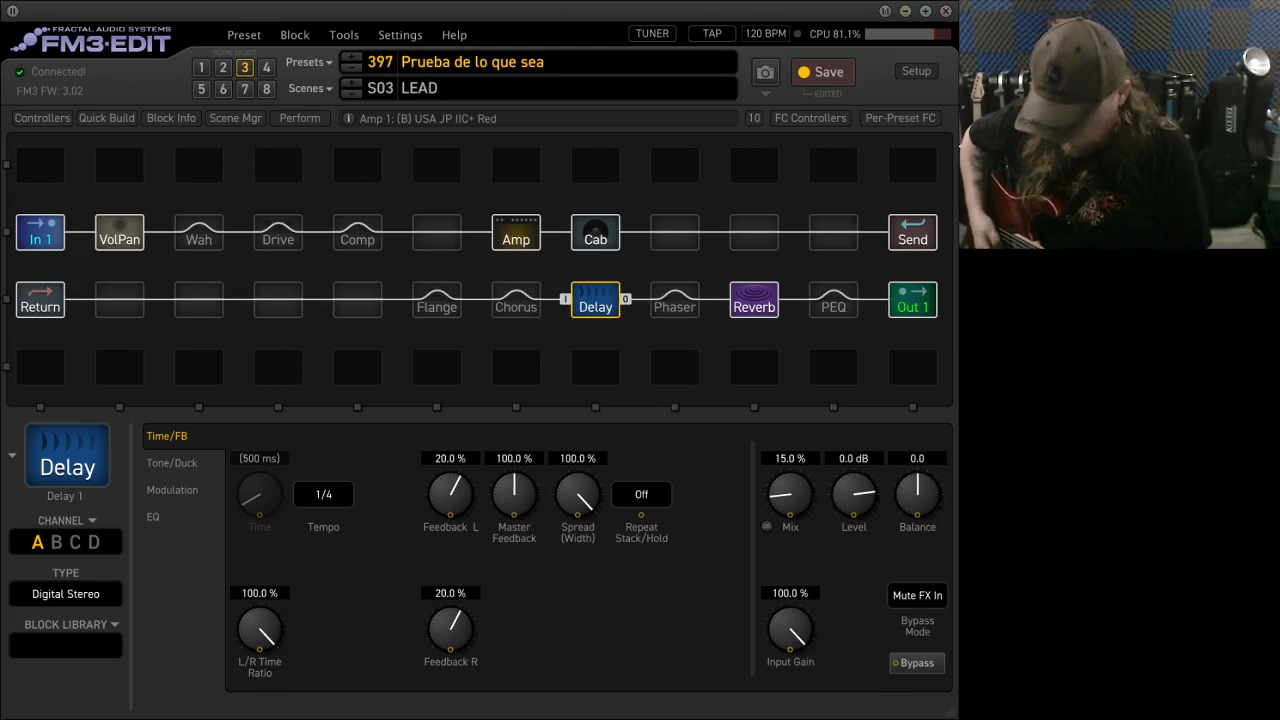 FRACTAL AUDIO SYSTEMS
FM3-EDIT
Preset Block Tools Settings Help
TUNER TAP 120 BPM CPU 81.1%
SCENE SELECT
1 2 3 4
5 6 7 8
Connected!
FM3 FW: 3.02
Presets 397 Prueba de lo que sea
Scenes S03 LEAD
Save
EDITED
Setup
Controllers Quick Build Block Info Scene Mgr Perform Amp 1: (B) USA JP IIC+ Red 10 FC Controllers Per-Preset FC
In 1 VolPan Wah Drive Comp Amp Cab Send
Return Flange Chorus I Delay O Phaser Reverb PEQ Out 1
Delay
Delay 1
CHANNEL
A B C D
TYPE
Digital Stereo
BLOCK LIBRARY
Time/FB
Tone/Duck
Modulation
EQ
(500 ms) 20.0 % 100.0 % 100.0 % 15.0 % 0.0 dB 0.0
1/4 Off
Time Tempo Feedback L Master Feedback Spread (Width) Repeat Stack/Hold Mix Level Balance
100.0 % 20.0 % 100.0 % Mute FX In
Bypass Mode
L/R Time Ratio Feedback R Input Gain Bypass